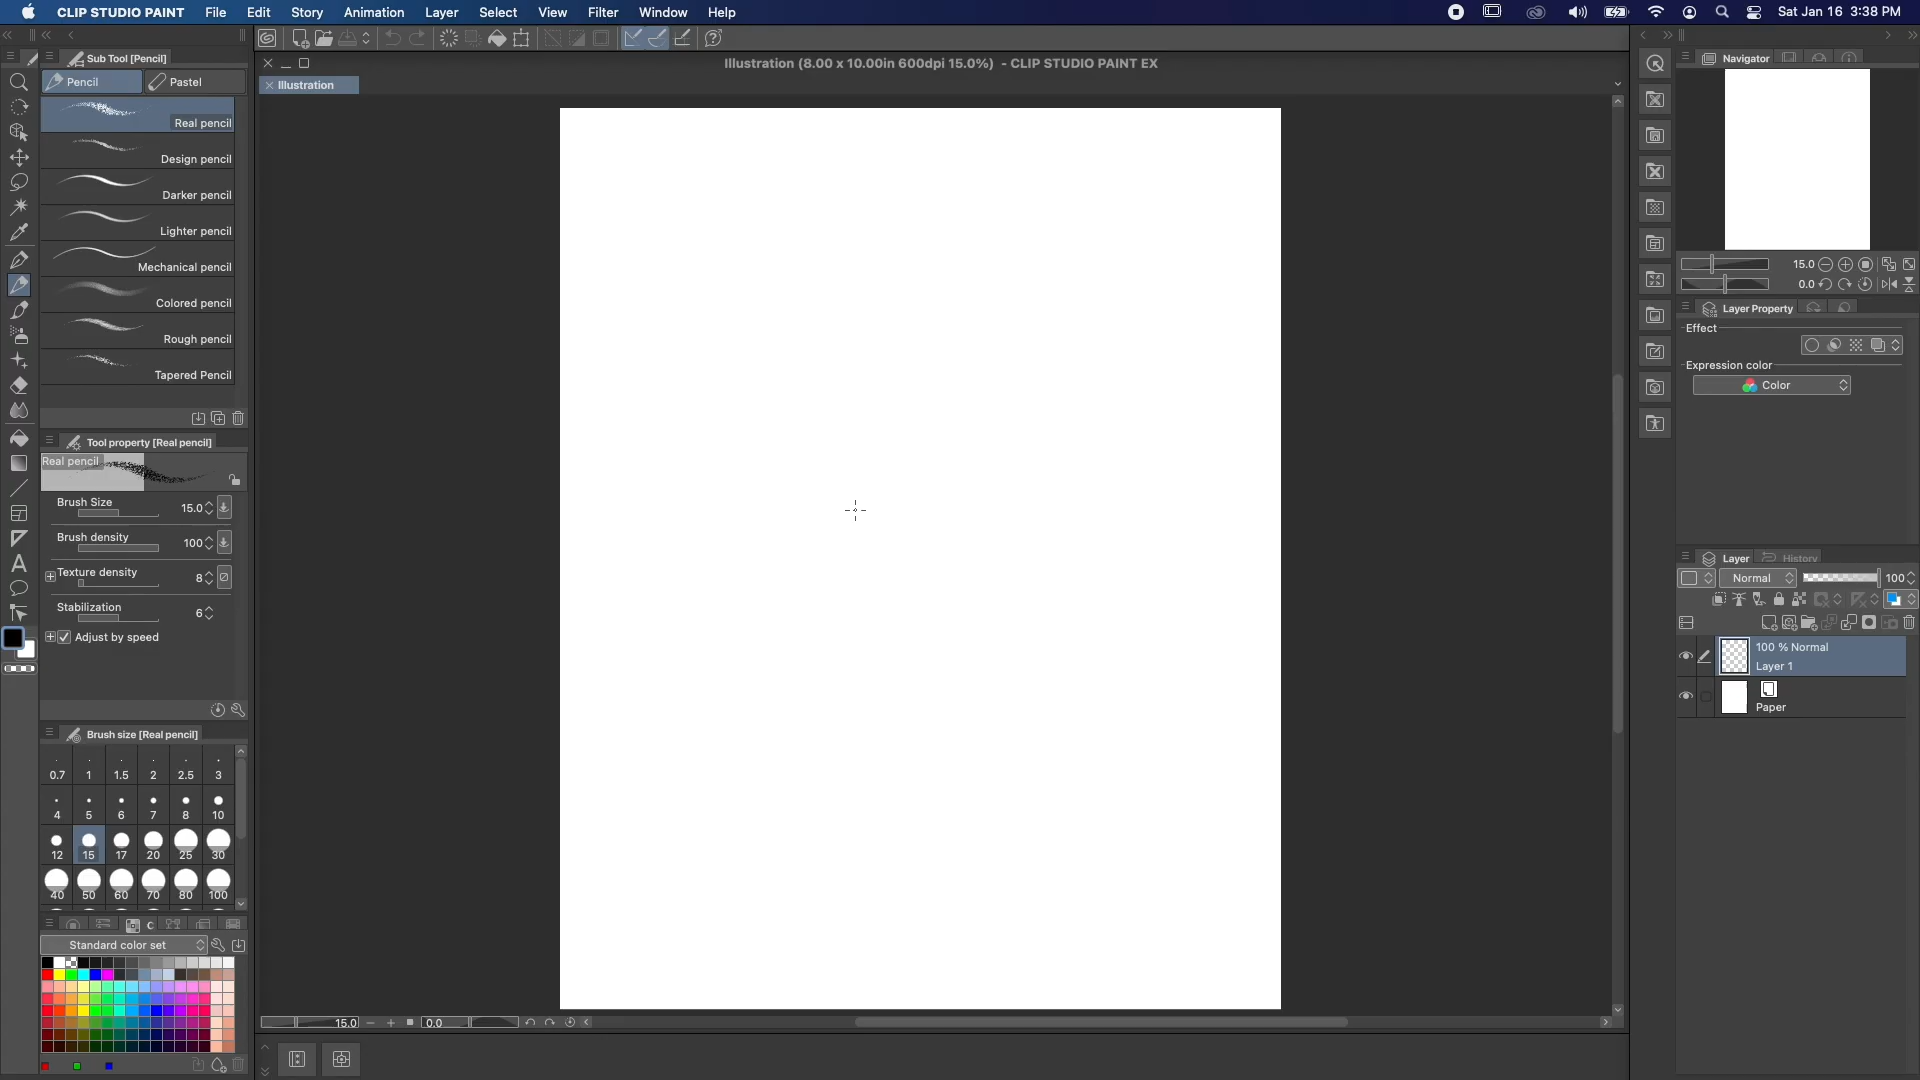 CLIP STUDIO PAINT File Edit Story Animation Layer Select View Filter Window Help Sat Jan 16 3:38 PM
Sub Tool [Pencil]
Pencil Pastel
Real pencil
Design pencil
Darker pencil
Lighter pencil
Mechanical pencil
Colored pencil
Rough pencil
Tapered Pencil
Tool property [Real pencil]
Real pencil
Brush Size 15.0
Brush density 100
Texture density 8
Stabilization 6
Adjust by speed
Brush size [Real pencil]
0.7 1 1.5 2 2.5 3
4 5 6 7 8 10
12 15 17 20 25 30
40 50 60 70 80 100
Standard color set
Illustration (8.00 x 10.00in 600dpi 15.0%) - CLIP STUDIO PAINT EX
Illustration
15.0 0.0
Navigator
15.0
0.0
Layer Property
Effect
Expression color
Color
Layer History
Normal 100
100 % Normal
Layer 1
Paper